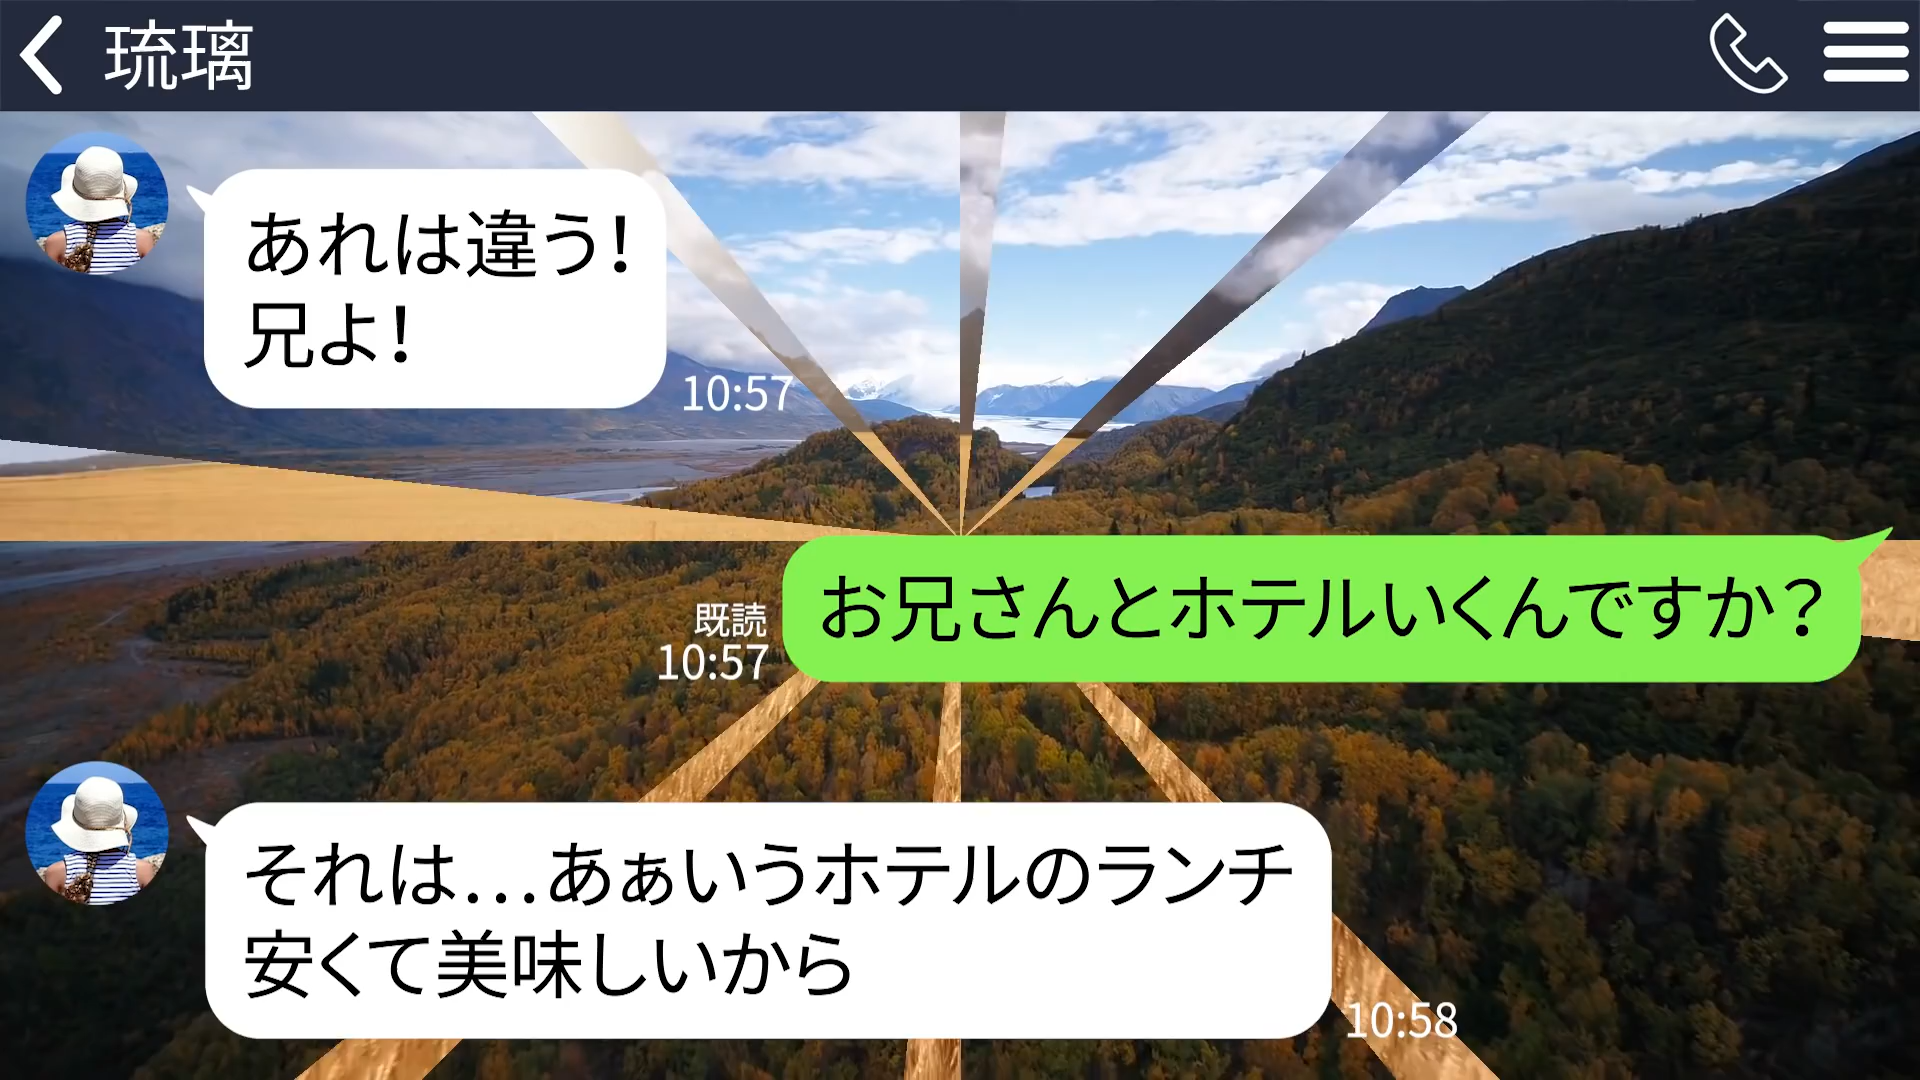 琉璃
あれは違う!
兄よ!
10:57
お兄さんとホテルいくんですか?
既読
10:57
それは…あぁいうホテルのランチ
安くて美味しいから
10:58